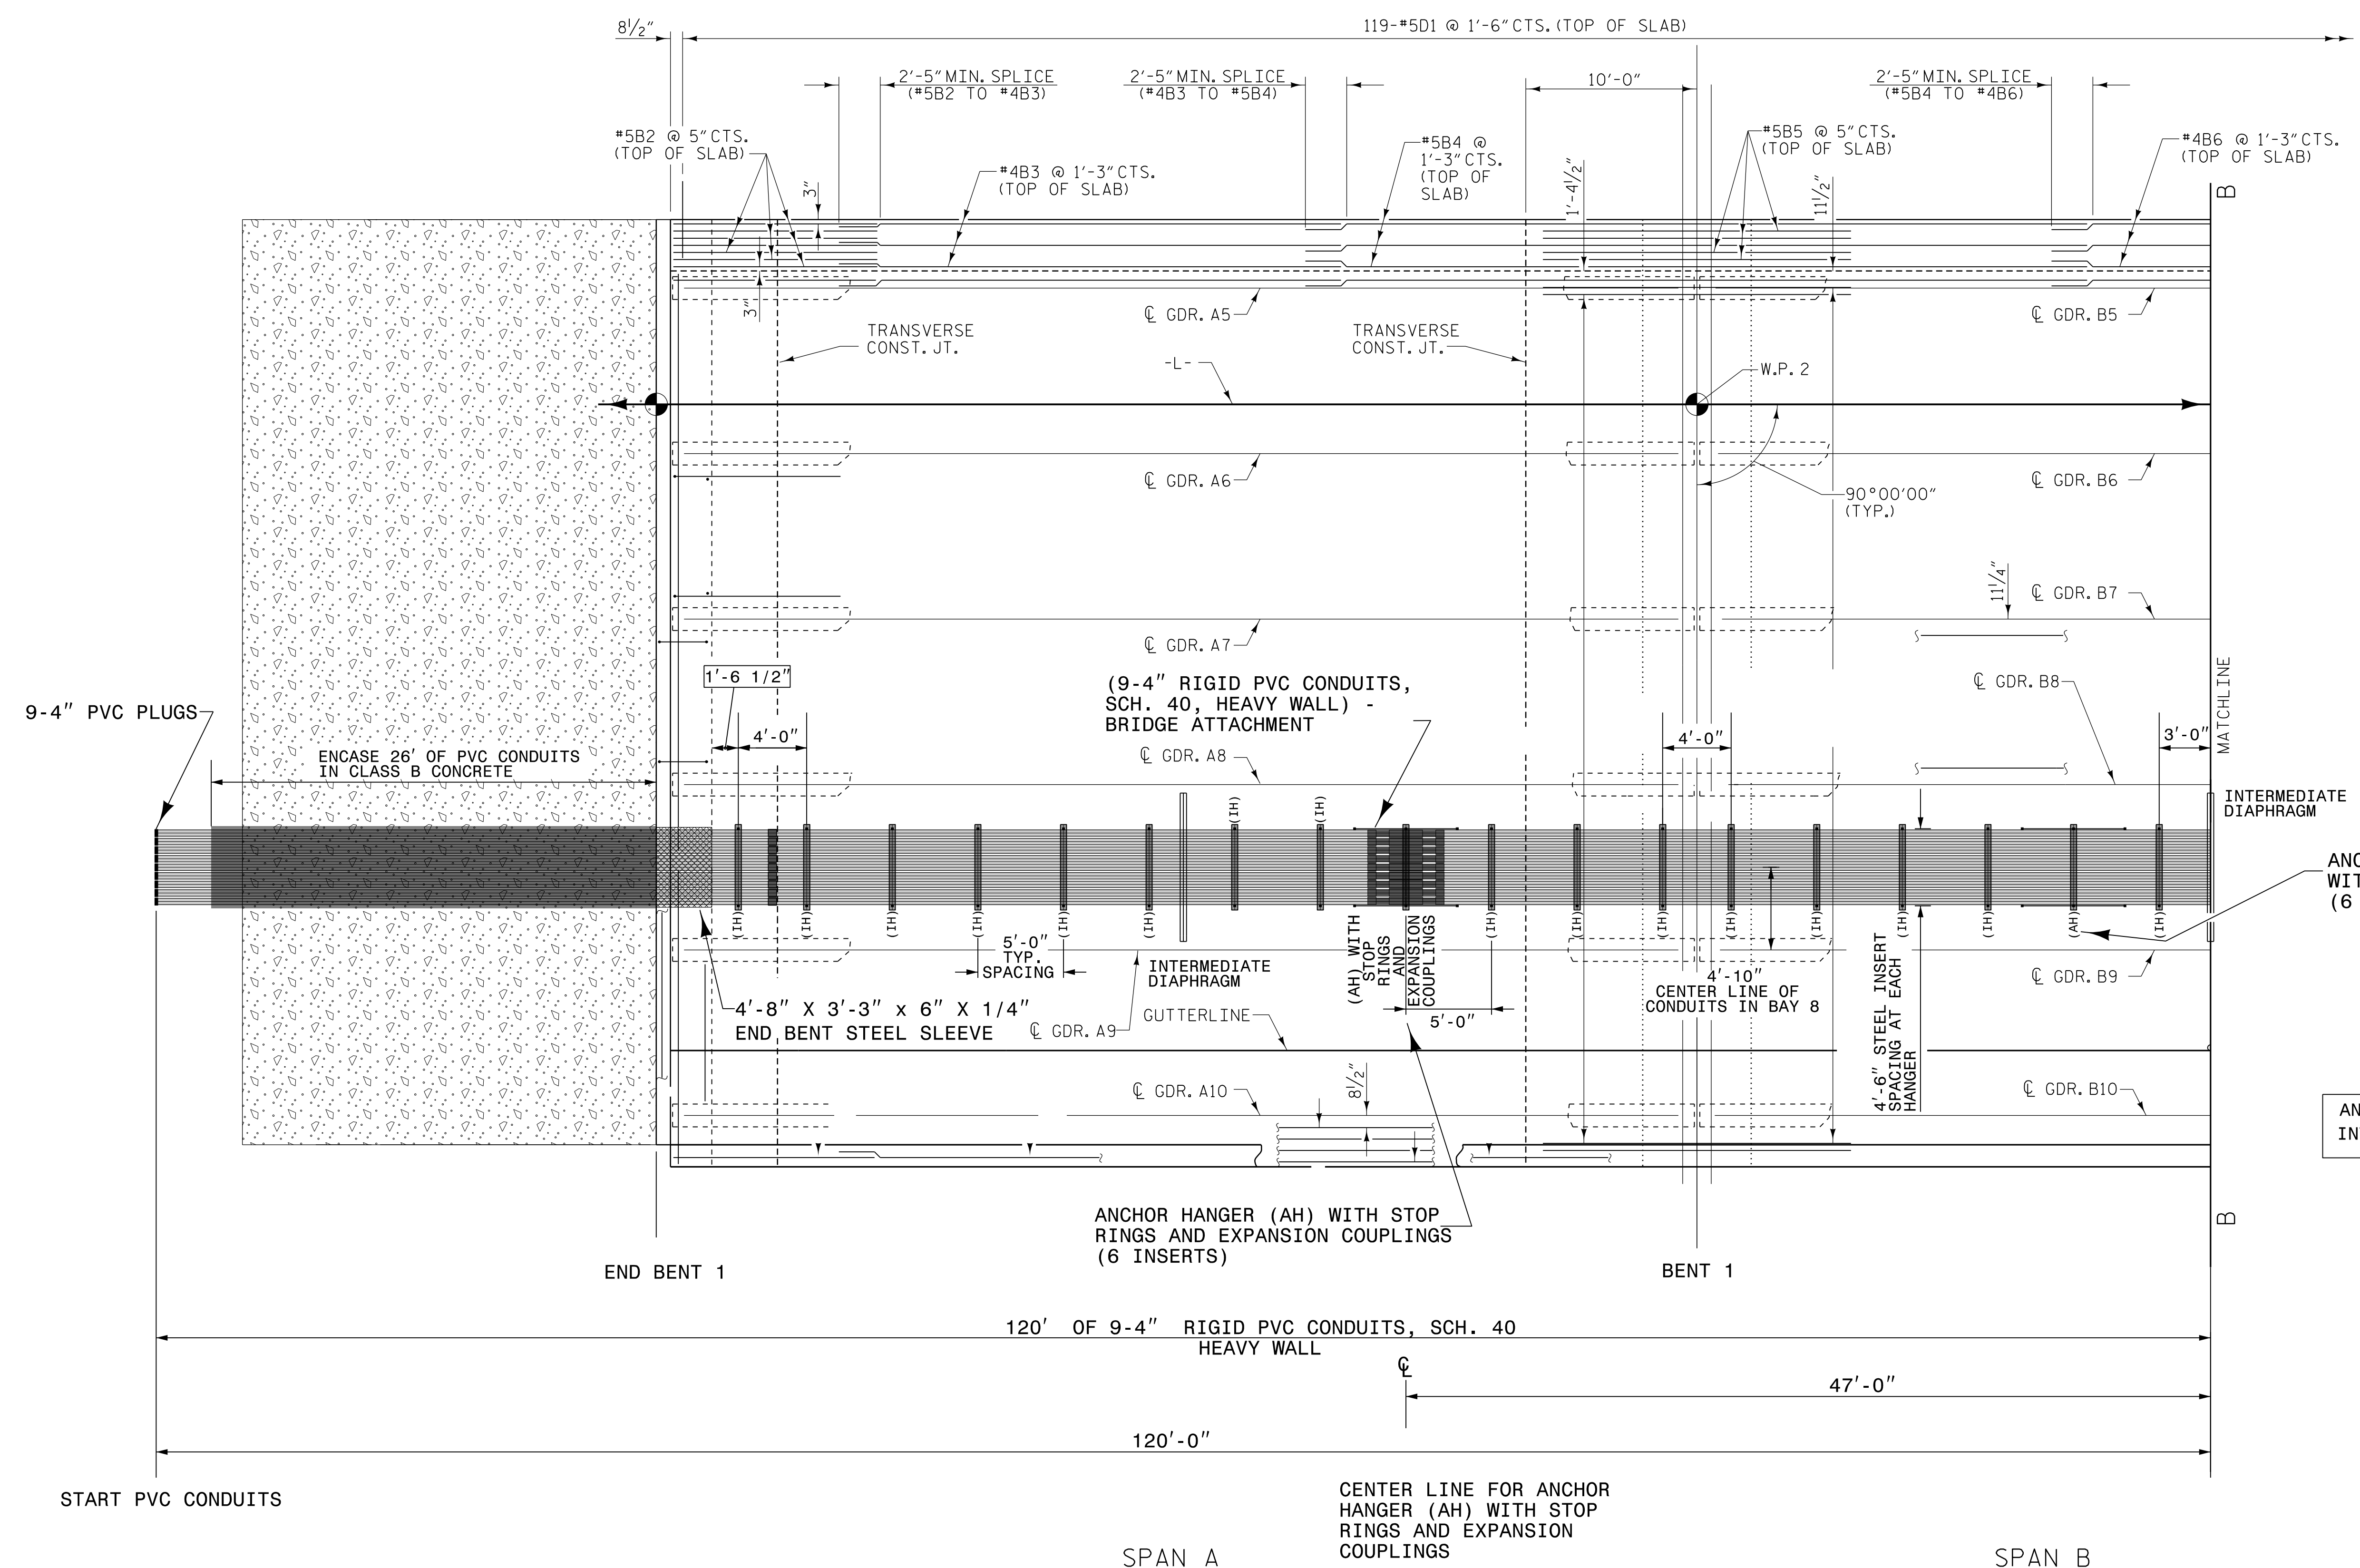 8½"
119-#5D1 @ 1'-6" CTS. (TOP OF SLAB)
2'-5" MIN. SPLICE
(#5B2 TO #4B3)
2'-5" MIN. SPLICE
(#4B3 TO #5B4)
10'-0"
2'-5" MIN. SPLICE
(#5B4 TO #4B6)
#5B2 @ 5" CTS.
(TOP OF SLAB)
#4B3 @ 1'-3" CTS.
(TOP OF SLAB)
3"
#5B4 @
1'-3" CTS.
(TOP OF
SLAB)
1'-4½"
#5B5 @ 5" CTS.
(TOP OF SLAB)
11½"
#4B6 @ 1'-3" CTS.
(TOP OF SLAB)
B
3"
℄ GDR. A5
℄ GDR. B5
TRANSVERSE
CONST. JT.
TRANSVERSE
CONST. JT.
-L-
W.P. 2
℄ GDR. A6
℄ GDR. B6
90°00'00"
(TYP.)
11¼"
℄ GDR. B7
℄ GDR. A7
1'-6 1/2"
(9-4" RIGID PVC CONDUITS,
SCH. 40, HEAVY WALL) -
BRIDGE ATTACHMENT
℄ GDR. B8
MATCHLINE
9-4" PVC PLUGS
4'-0"
4'-0"
3'-0"
ENCASE 26' OF PVC CONDUITS
IN CLASS B CONCRETE
℄ GDR. A8
INTERMEDIATE
DIAPHRAGM
(IH)
(IH)
ANC
WIT
(6
(IH)
(IH)
(IH)
(IH)
(IH)
(IH)
(IH)
(IH)
(IH)
(IH)
(IH)
(IH)
(IH)
(AH)
(IH)
5'-0"
TYP.
SPACING
INTERMEDIATE
DIAPHRAGM
(AH) WITH
STOP
RINGS
AND
EXPANSION
COUPLINGS
5'-0"
4'-10"
CENTER LINE OF
CONDUITS IN BAY 8
4'-6" STEEL INSERT
SPACING AT EACH
HANGER
℄ GDR. B9
4'-8" X 3'-3" x 6" X 1/4"
END BENT STEEL SLEEVE
℄ GDR. A9
GUTTERLINE
℄ GDR. A10
8½"
℄ GDR. B10
AN
IN
ANCHOR HANGER (AH) WITH STOP
RINGS AND EXPANSION COUPLINGS
(6 INSERTS)
B
END BENT 1
BENT 1
120' OF 9-4" RIGID PVC CONDUITS, SCH. 40
HEAVY WALL
℄
47'-0"
120'-0"
START PVC CONDUITS
CENTER LINE FOR ANCHOR
HANGER (AH) WITH STOP
RINGS AND EXPANSION
COUPLINGS
SPAN A
SPAN B